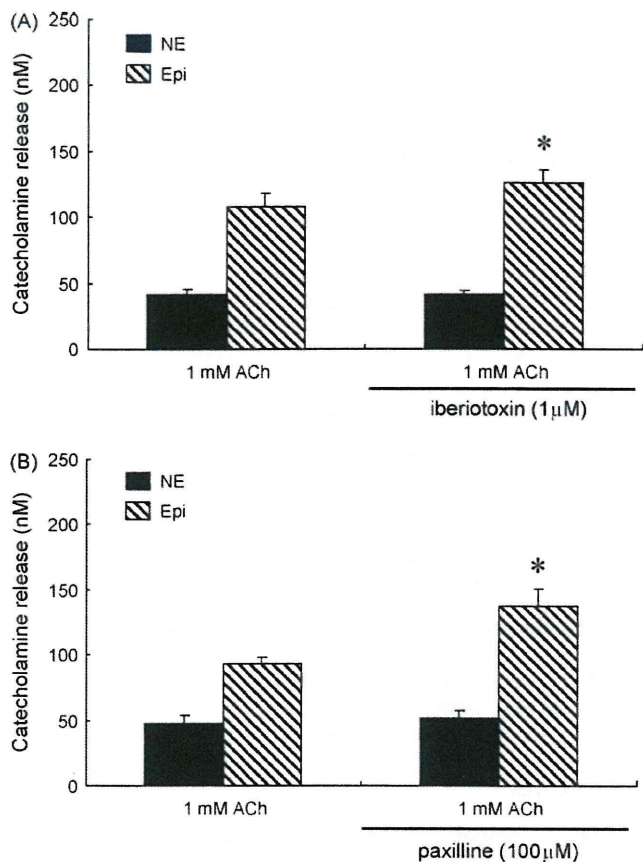 (A)
250
200
150
100
50
0
Catecholamine release (nM)
NE
Epi
*
1 mM ACh
1 mM ACh
iberiotoxin (1μM)
(B)
250
200
150
100
50
0
Catecholamine release (nM)
NE
Epi
*
1 mM ACh
1 mM ACh
paxilline (100μM)